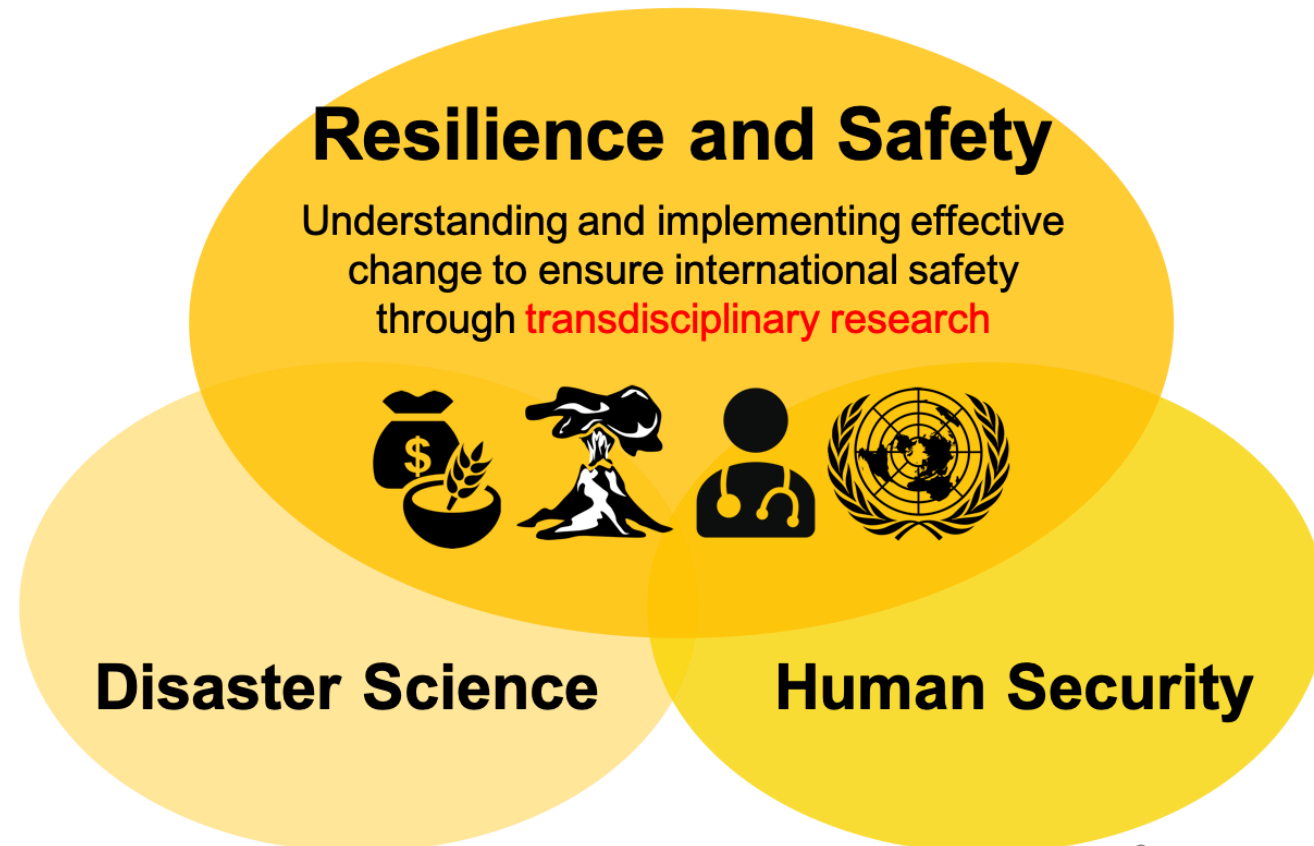 Resilience and Safety
Understanding and implementing effective
change to ensure international safety
through transdisciplinary research
$
Disaster Science
Human Security